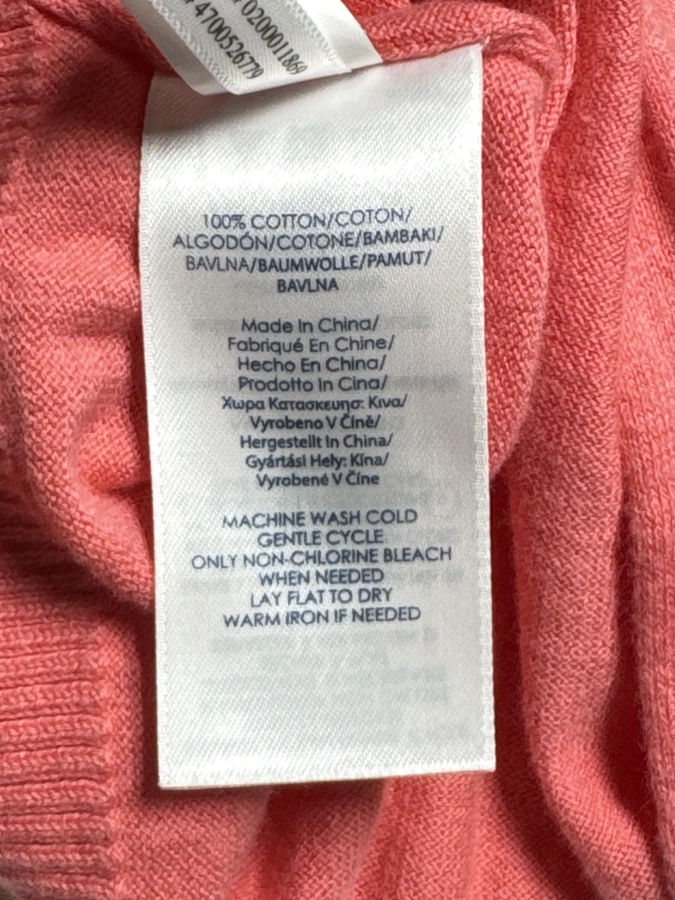 0200011869
4700526779
100% COTTON/COTON/
ALGODÓN/COTONE/BAMBAKI/
BAVLNA/BAUMWOLLE/PAMUT/
BAVLNA
Made In China/
Fabriqué En Chine/
Hecho En China/
Prodotto In Cina/
Χωρα Κατασκευησ: Κινα/
Vyrobeno V Číně/
Hergestellt In China/
Gyártási Hely: Kína/
Vyrobené V Číne
MACHINE WASH COLD
GENTLE CYCLE
ONLY NON-CHLORINE BLEACH
WHEN NEEDED
LAY FLAT TO DRY
WARM IRON IF NEEDED